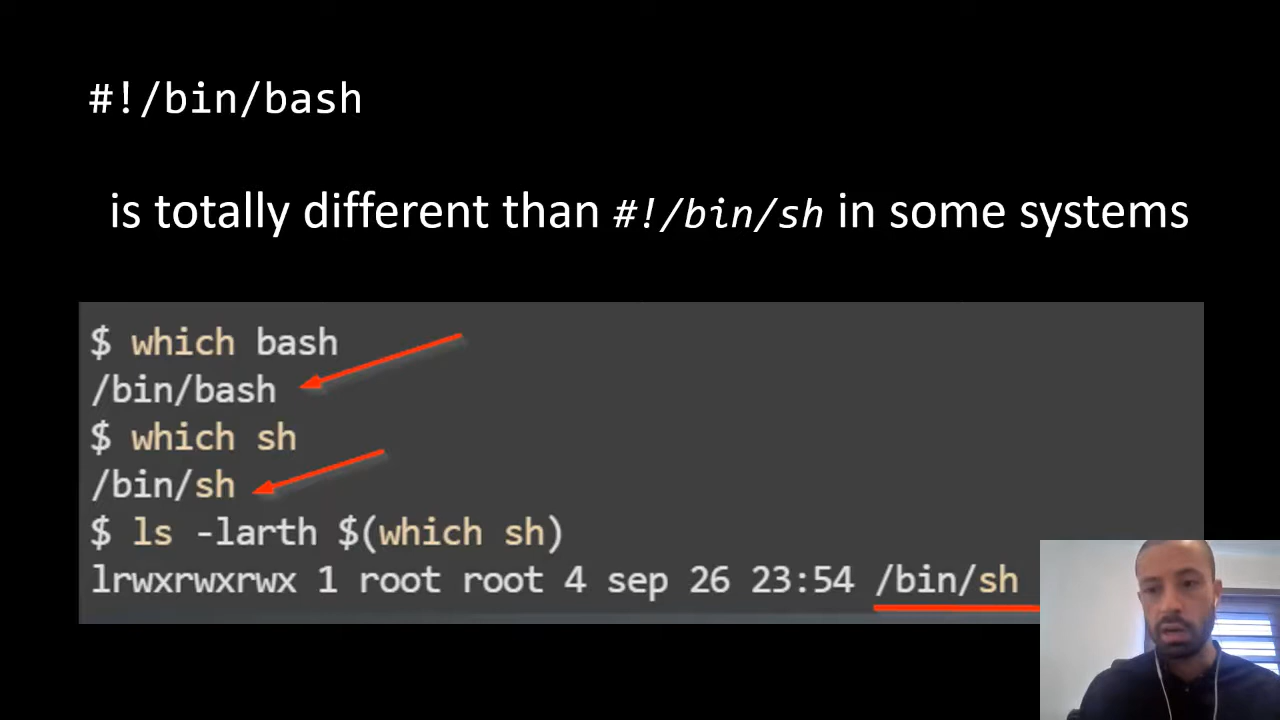 #!/bin/bash
is totally different than #!/bin/sh in some systems
$ which bash
/bin/bash
$ which sh
/bin/sh
$ ls -larth $(which sh)
lrwxrwxrwx 1 root root 4 sep 26 23:54 /bin/sh